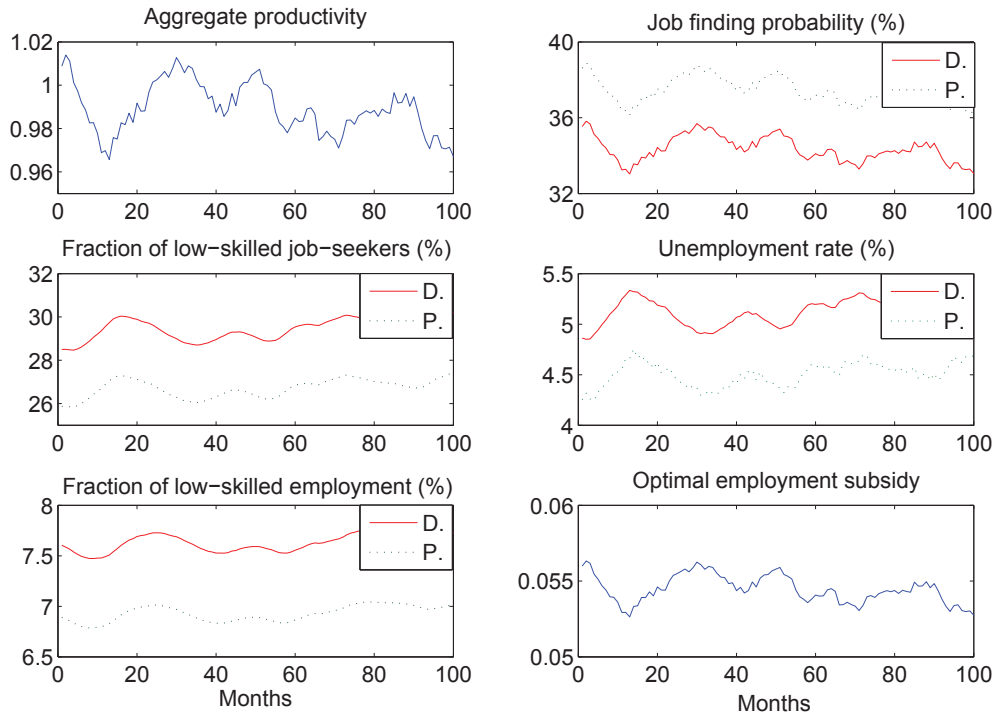 Aggregate productivity
1.02
1
0.98
0.96
0 20 40 60 80 100
Job finding probability (%)
40
36
32
D.
P.
0 20 40 60 80 100
Fraction of low−skilled job−seekers (%)
32
30
28
26
D.
P.
0 20 40 60 80 100
Unemployment rate (%)
5.5
5
4.5
4
D.
P.
0 20 40 60 80 100
Fraction of low−skilled employment (%)
8
7.5
7
6.5
D.
P.
0 20 40 60 80 100
Months
Optimal employment subsidy
0.06
0.055
0.05
0 20 40 60 80 100
Months